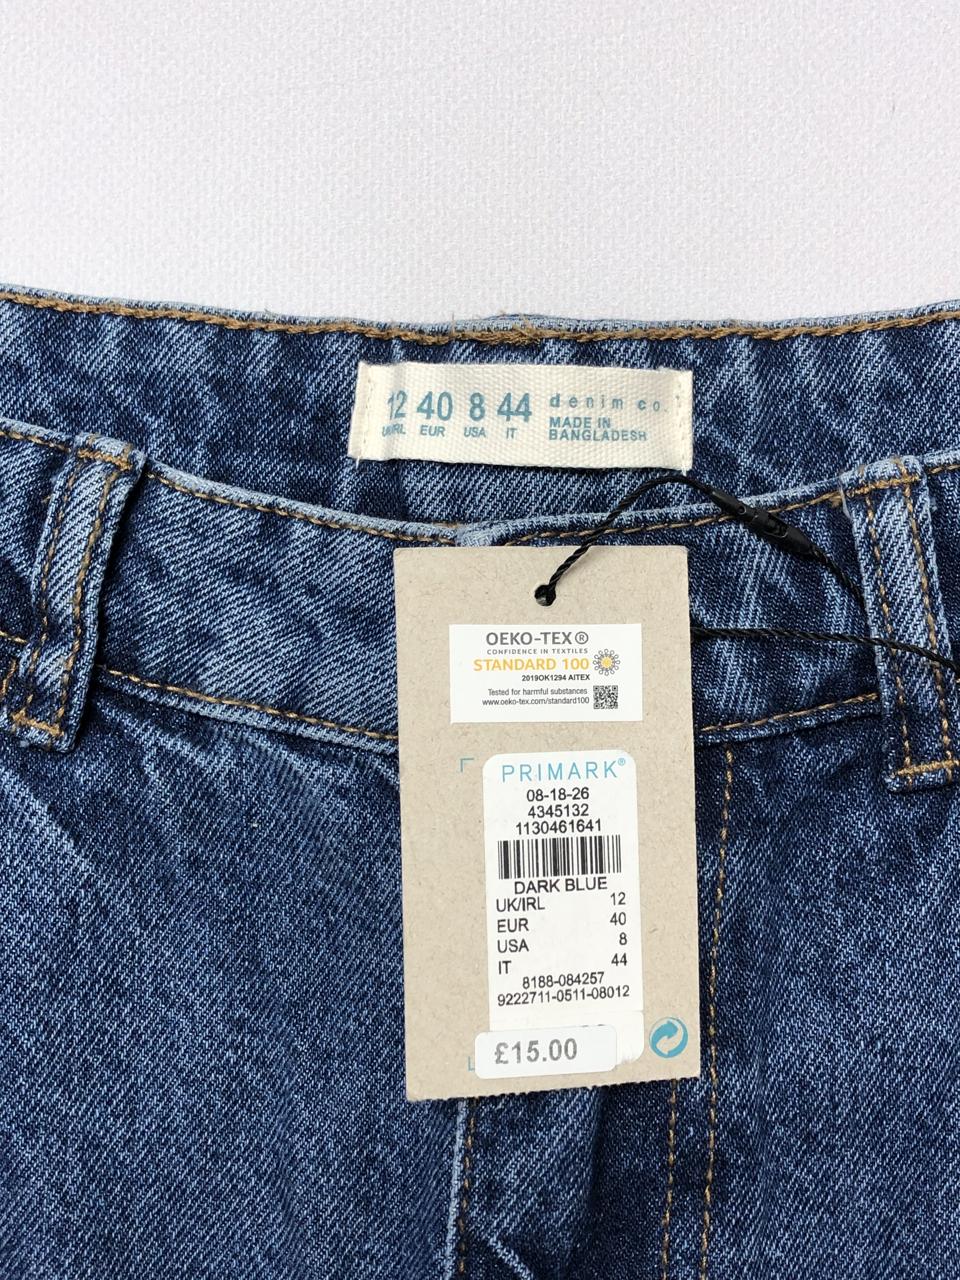 12 40 8 44
UK/IRL EUR USA IT
denim co.
MADE IN
BANGLADESH
OEKO-TEX®
CONFIDENCE IN TEXTILES
STANDARD 100
2019OK1294 AITEX
Tested for harmful substances
www.oeko-tex.com/standard100
PRIMARK®
08-18-26
4345132
1130461641
DARK BLUE
UK/IRL 12
EUR 40
USA 8
IT 44
8188-084257
9222711-0511-08012
£15.00